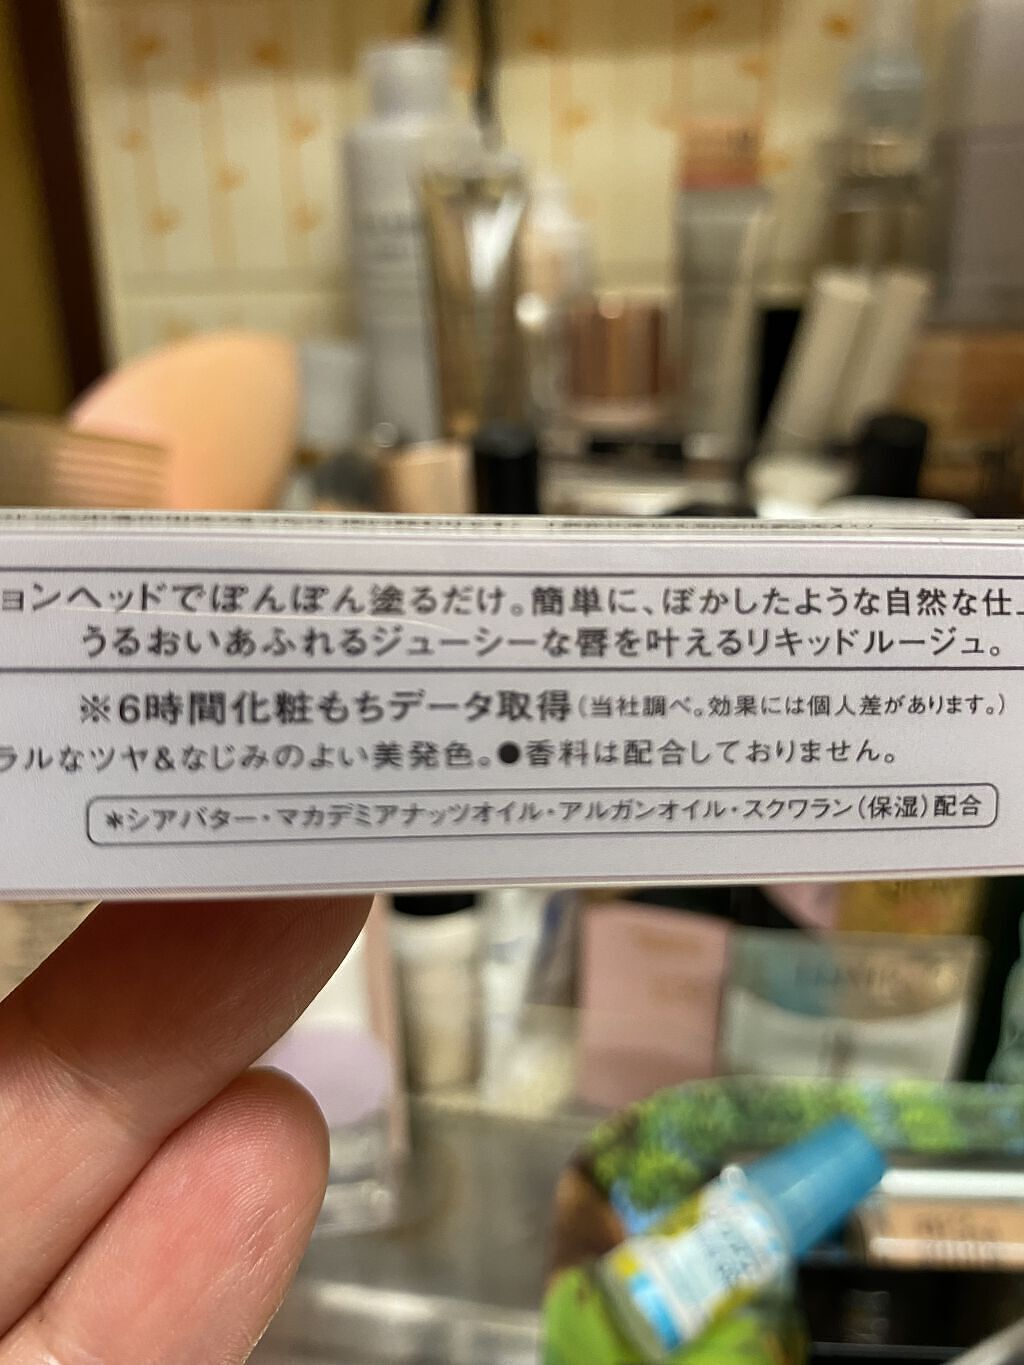 ョンヘッドでぽんぽん塗るだけ。簡単に、ぼかしたような自然な仕
うるおいあふれるジューシーな唇を叶えるリキッドルージュ。
※6時間化粧もちデータ取得(当社調べ。効果には個人差があります。)
ラルなツヤ&なじみのよい美発色。●香料は配合しておりません。
*シアバター・マカデミアナッツオイル・アルガンオイル・スクワラン(保湿)配合